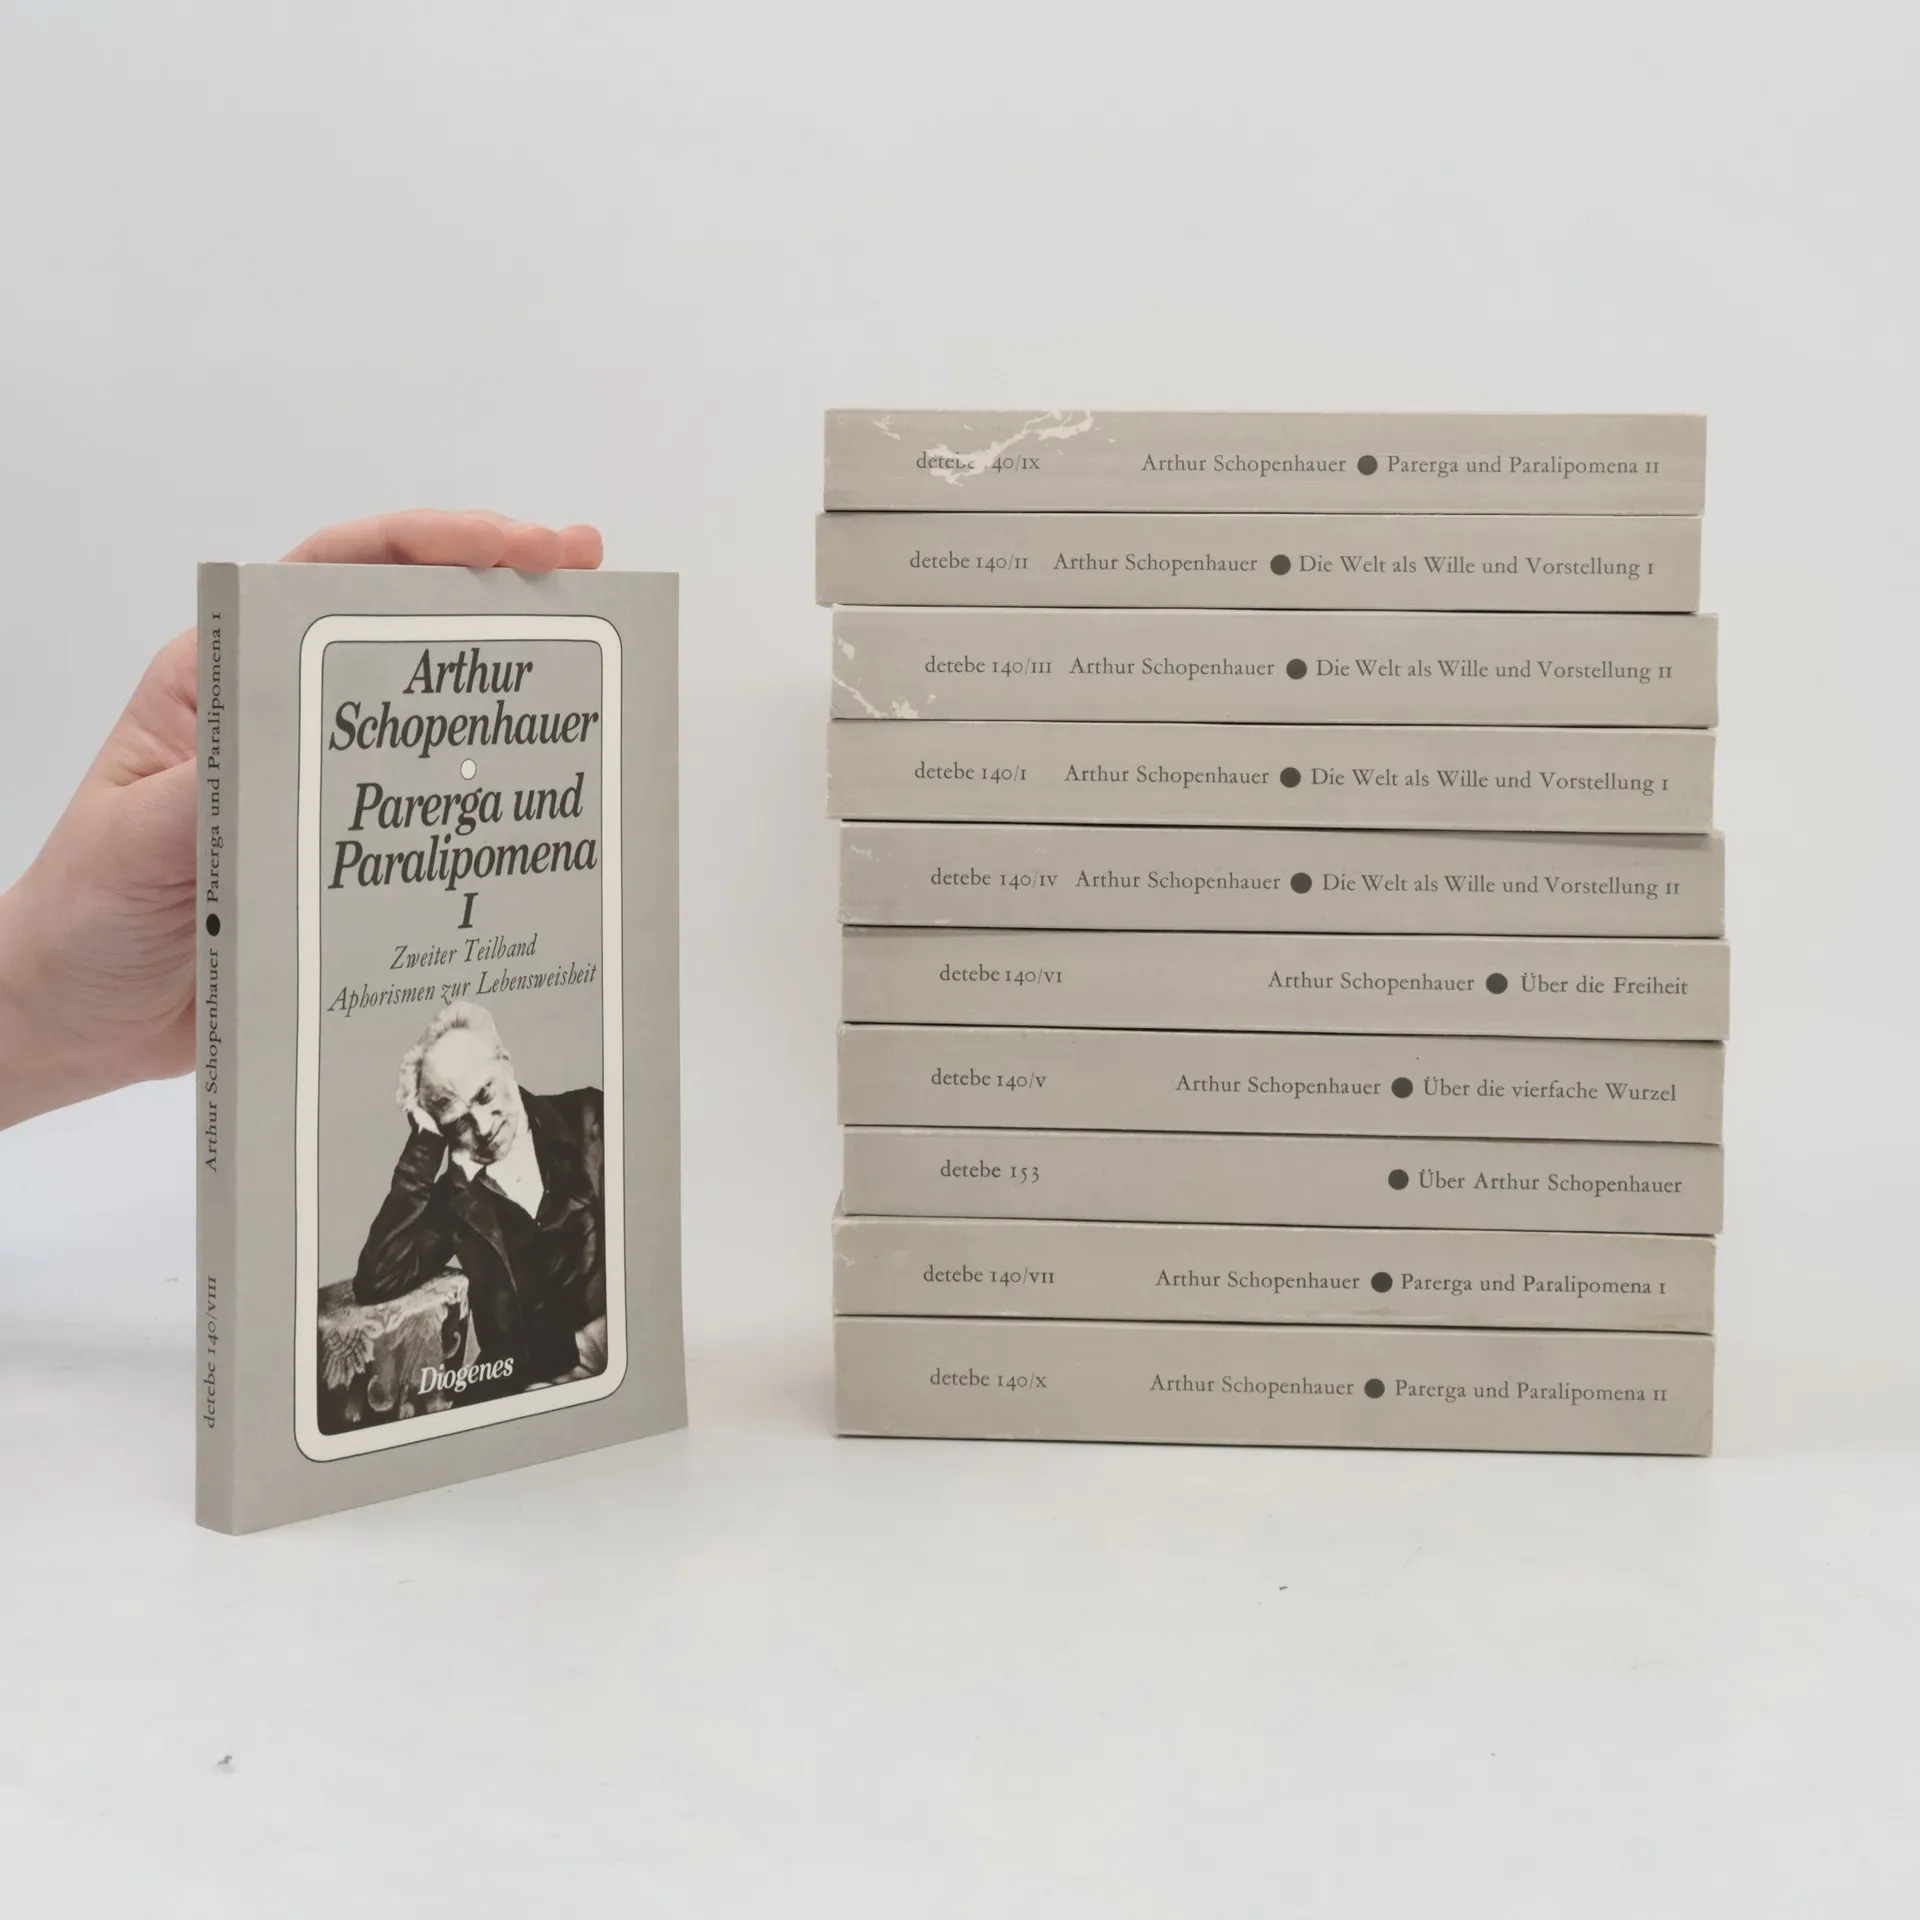 Arthur
Schopenhauer
Parerga und
Paralipomena
I
Zweiter Teilband
Aphorismen zur Lebensweisheit
Diogenes
detebe 140/VIII Arthur Schopenhauer ● Parerga und Paralipomena I
40/IX Arthur Schopenhauer ● Parerga und Paralipomena II
detebe 140/II Arthur Schopenhauer ● Die Welt als Wille und Vorstellung I
detebe 140/III Arthur Schopenhauer ● Die Welt als Wille und Vorstellung II
detebe 140/I Arthur Schopenhauer ● Die Welt als Wille und Vorstellung I
detebe 140/IV Arthur Schopenhauer ● Die Welt als Wille und Vorstellung II
detebe 140/VI Arthur Schopenhauer ● Über die Freiheit
detebe 140/V Arthur Schopenhauer ● Über die vierfache Wurzel
detebe 153 ● Über Arthur Schopenhauer
detebe 140/VII Arthur Schopenhauer ● Parerga und Paralipomena I
detebe 140/X Arthur Schopenhauer ● Parerga und Paralipomena II